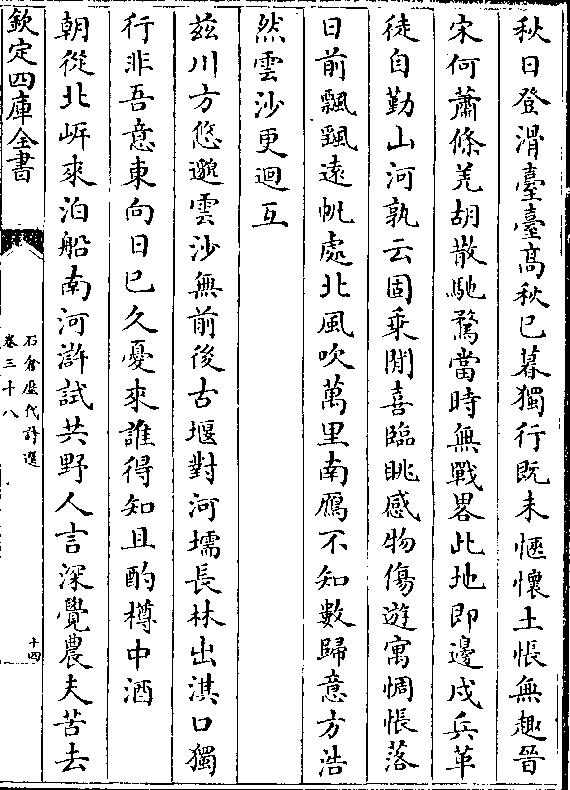 秋日登滑臺臺高秋已暮獨行既未愜懷土悵無趣晉
宋何蕭條羌胡散馳騖當時無戰畧此地即邊戍兵革
徒自勤山河孰云固乗閒喜臨眺感物傷遊寓惆悵落
日前飄飄遠帆處北風吹萬里南鴈不知數歸意方浩
然雲沙更迴互
兹川方悠邈雲沙無前後古堰對河壖長林出淇口獨
行非吾意東向日已久憂來誰得知且酌樽中酒
朝從北岸來泊船南河滸試共野人言深覺農夫苦去
欽定四庫全書
石倉歷代詩選
卷三十八
十四